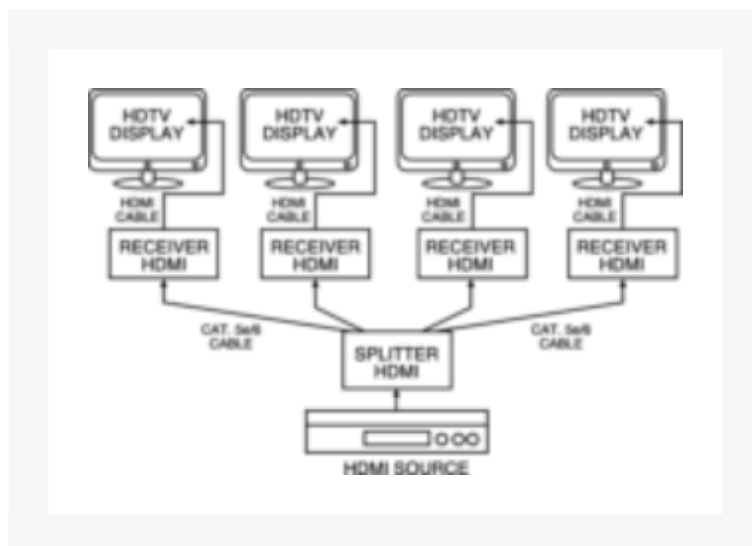 HDTV
DISPLAY
HDTV
DISPLAY
HDTV
DISPLAY
HDTV
DISPLAY
HDMI
CABLE
HDMI
CABLE
HDMI
CABLE
HDMI
CABLE
RECEIVER
HDMI
RECEIVER
HDMI
RECEIVER
HDMI
RECEIVER
HDMI
CAT. 5e/6
CABLE
CAT. 5e/6
CABLE
SPLITTER
HDMI
HDMI SOURCE